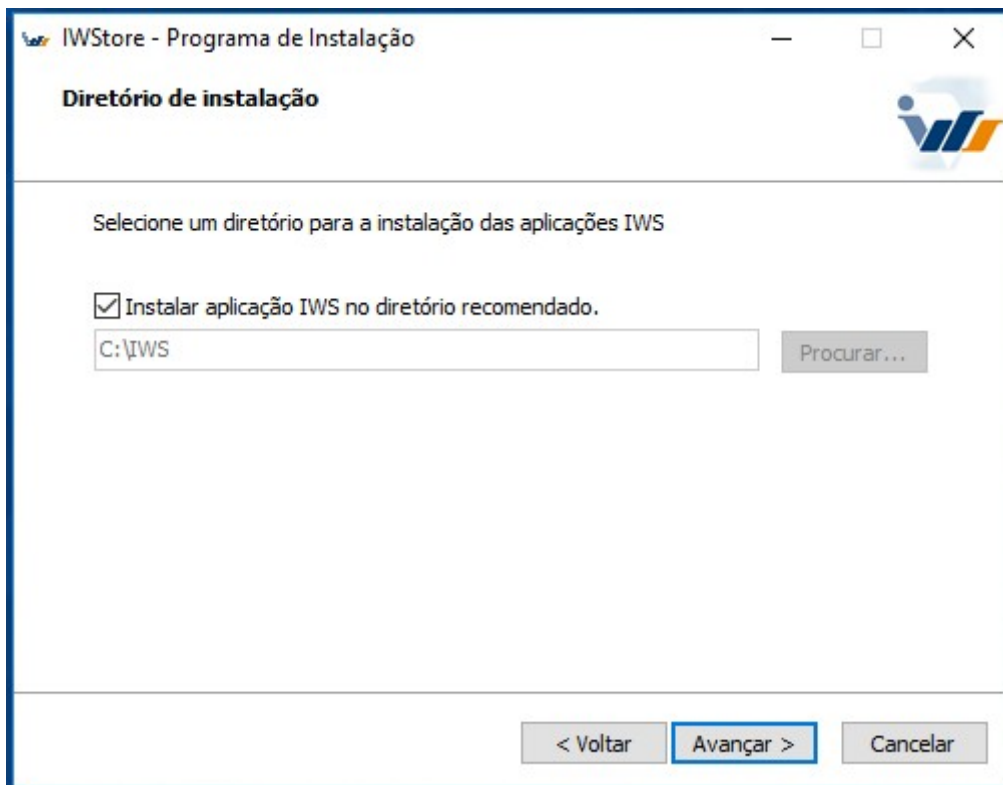 IWStore - Programa de Instalação
Diretório de instalação
Selecione um diretório para a instalação das aplicações IWS
Instalar aplicação IWS no diretório recomendado.
C:\IWS
Procurar...
< Voltar
Avançar >
Cancelar